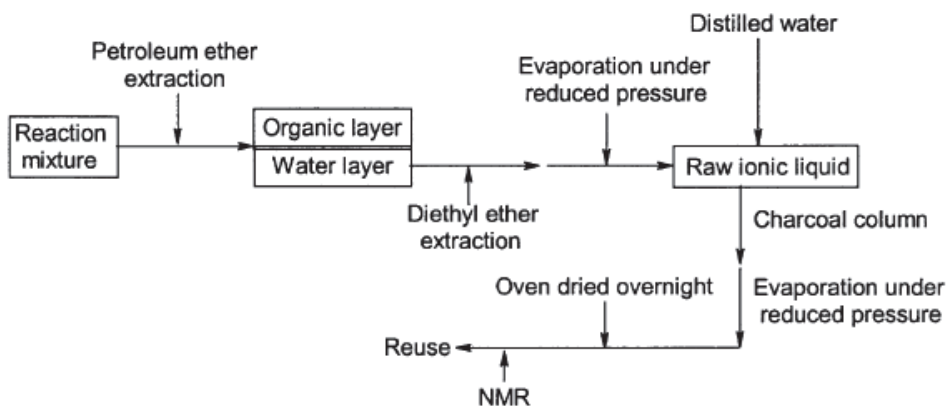 Distilled water
Petroleum ether
extraction
Evaporation under
reduced pressure
Reaction
mixture
Organic layer
Water layer
Raw ionic liquid
Diethyl ether
extraction
Charcoal column
Oven dried overnight
Evaporation under
reduced pressure
Reuse
NMR